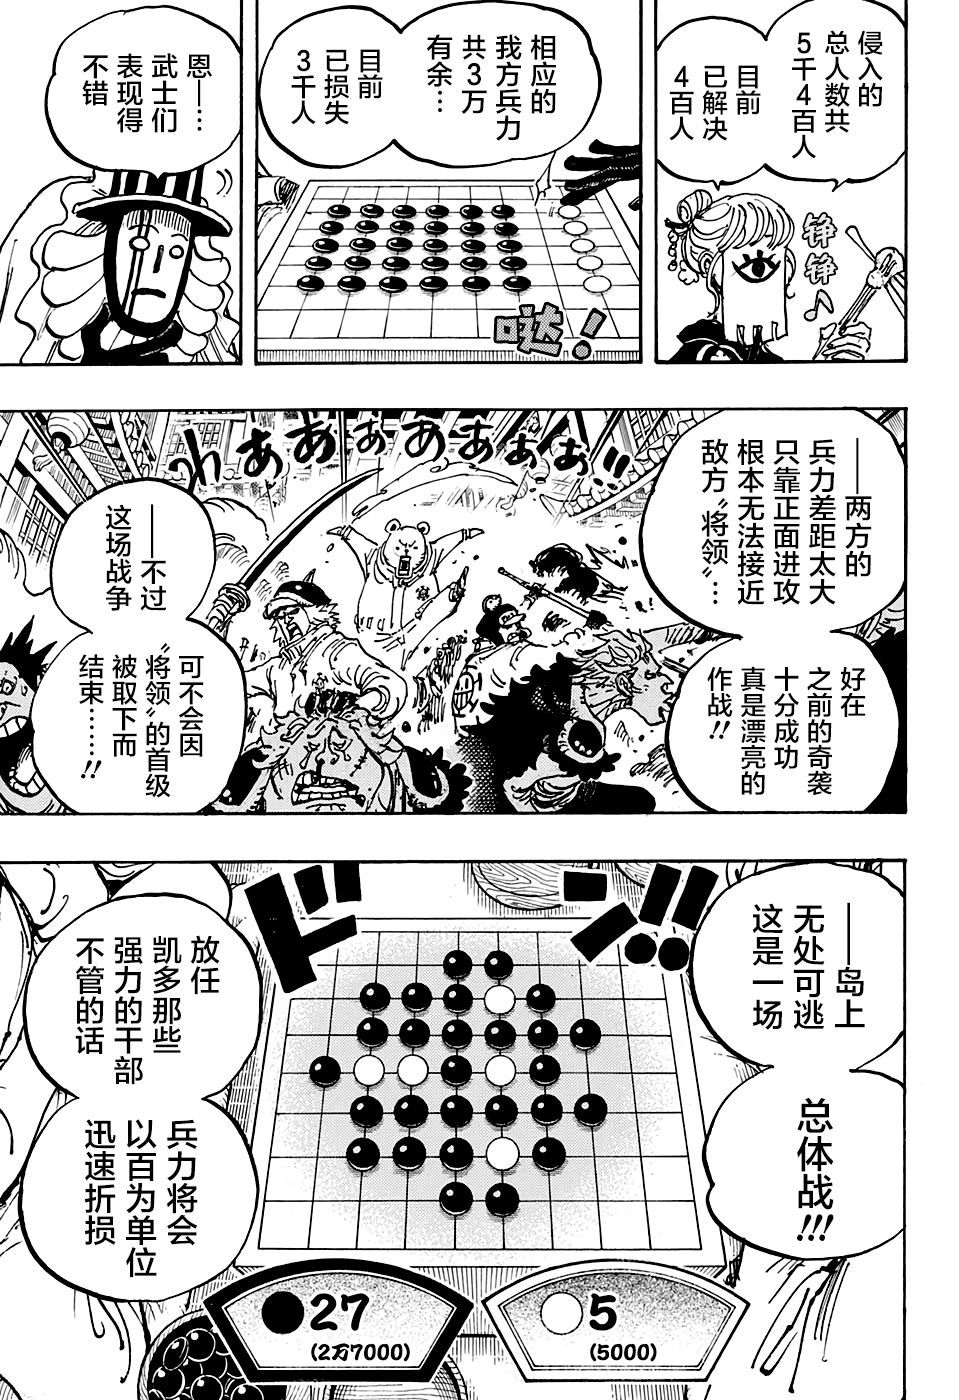 侵入的
总人数共
5千4百人
目前
已解决
4百人
铮
铮
♪
相应的
我方兵力
共3万
有余…
目前
已损失
3千人
哒！
恩——…
武士们
表现得
不错
わぁぁぁぁぁぁぁ!!
——两方的
兵力差距太大
只靠正面进攻
根本无法接近
敌方〝将领〟…
好在
之前的奇袭
十分成功
真是漂亮的
作战!!
——不过
这场战争
可不会因
〝将领〟的首级
被取下而
结束……!!
——岛上
无处可逃
这是一场
总体战!!!
ドン!!
放任
凯多那些
强力的干部
不管的话
兵力将会
以百为单位
迅速折损
27
(2万7000)
5
(5000)